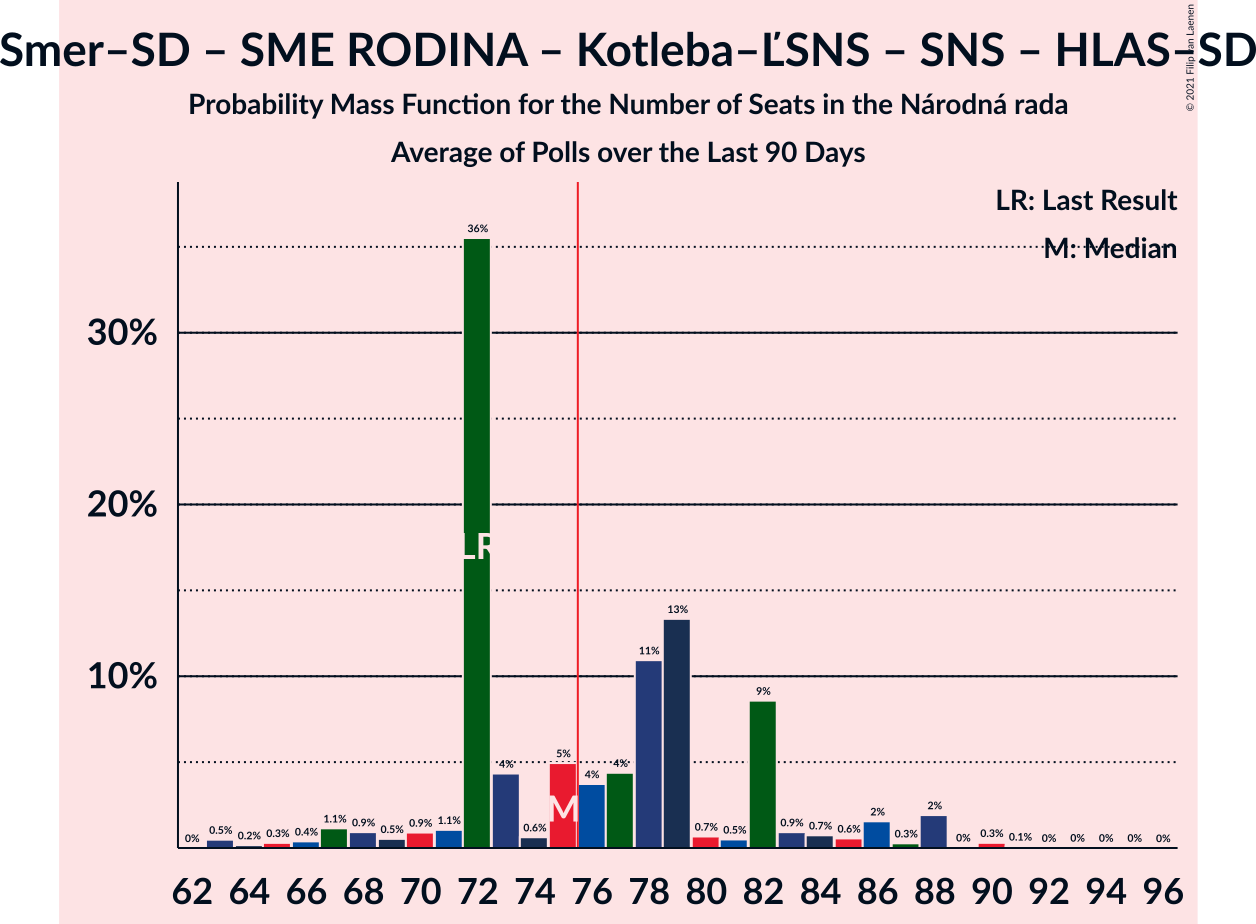 Smer–SD – SME RODINA – Kotleba–ĽSNS – SNS – HLAS–SD
Probability Mass Function for the Number of Seats in the Národná rada
Average of Polls over the Last 90 Days
© 2021 Filip van Laenen
LR: Last Result
M: Median
30%
20%
10%
0% 0.5% 0.2% 0.3% 0.4% 1.1% 0.9% 0.5% 0.9% 1.1% 36% 4% 0.6% 5% 4% 4% 11% 13% 0.7% 0.5% 9% 0.9% 0.7% 0.6% 2% 0.3% 2% 0% 0.3% 0.1% 0% 0% 0% 0% 0%
LR
M
62 64 66 68 70 72 74 76 78 80 82 84 86 88 90 92 94 96